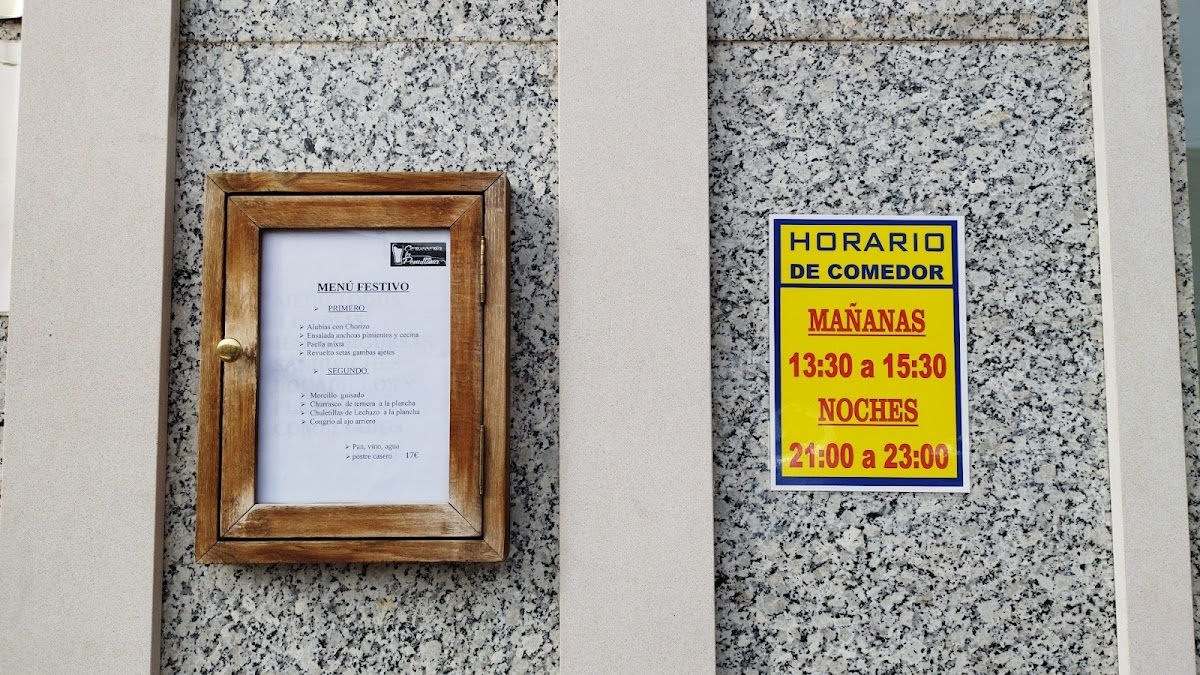 Cervecería
MENÚ FESTIVO
PRIMERO
Alubias con Chorizo
Ensalada anchoas pimientos y cecina
Paella mixta
Revuelto setas gambas ajetes
SEGUNDO
Morcillo guisado
Churrasco de ternera a la plancha
Chuletillas de Lechazo a la plancha
Congrio al ajo arriero
Pan, vino, agua
postre casero 17€
HORARIO
DE COMEDOR
MAÑANAS
13:30 a 15:30
NOCHES
21:00 a 23:00